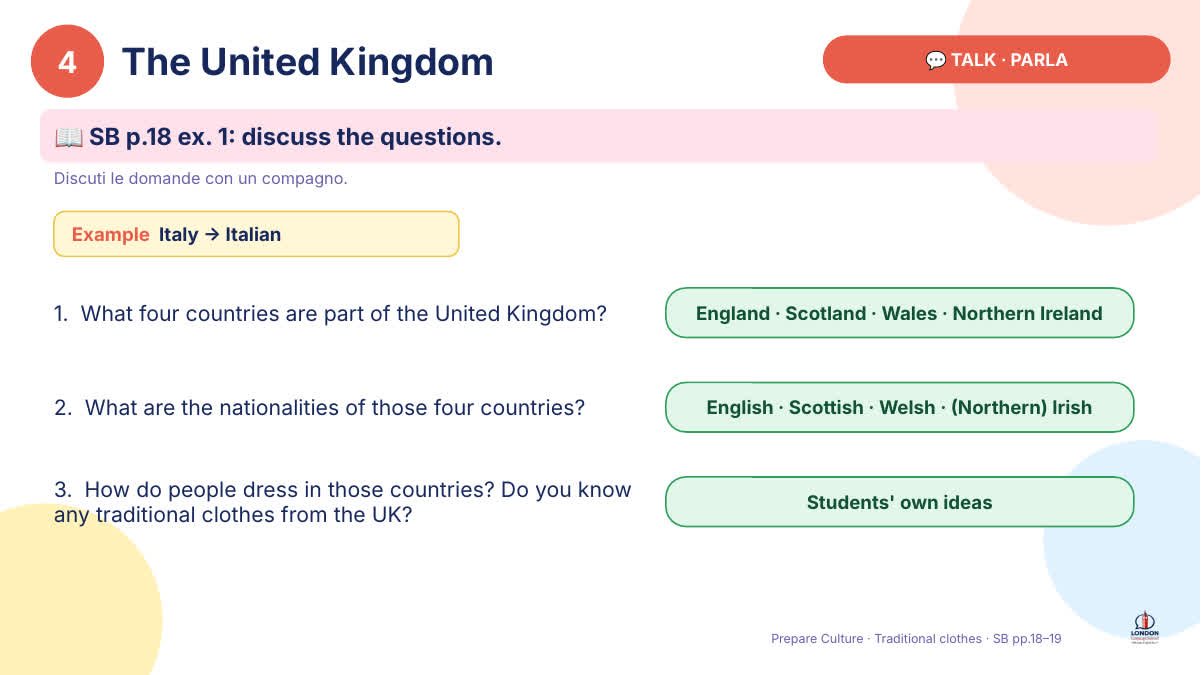 4
The United Kingdom
💬 TALK · PARLA
📖 SB p.18 ex. 1: discuss the questions.
Discuti le domande con un compagno.
Example Italy → Italian
1. What four countries are part of the United Kingdom?
England · Scotland · Wales · Northern Ireland
2. What are the nationalities of those four countries?
English · Scottish · Welsh · (Northern) Irish
3. How do people dress in those countries? Do you know
any traditional clothes from the UK?
Students' own ideas
Prepare Culture · Traditional clothes · SB pp.18–19
LONDON